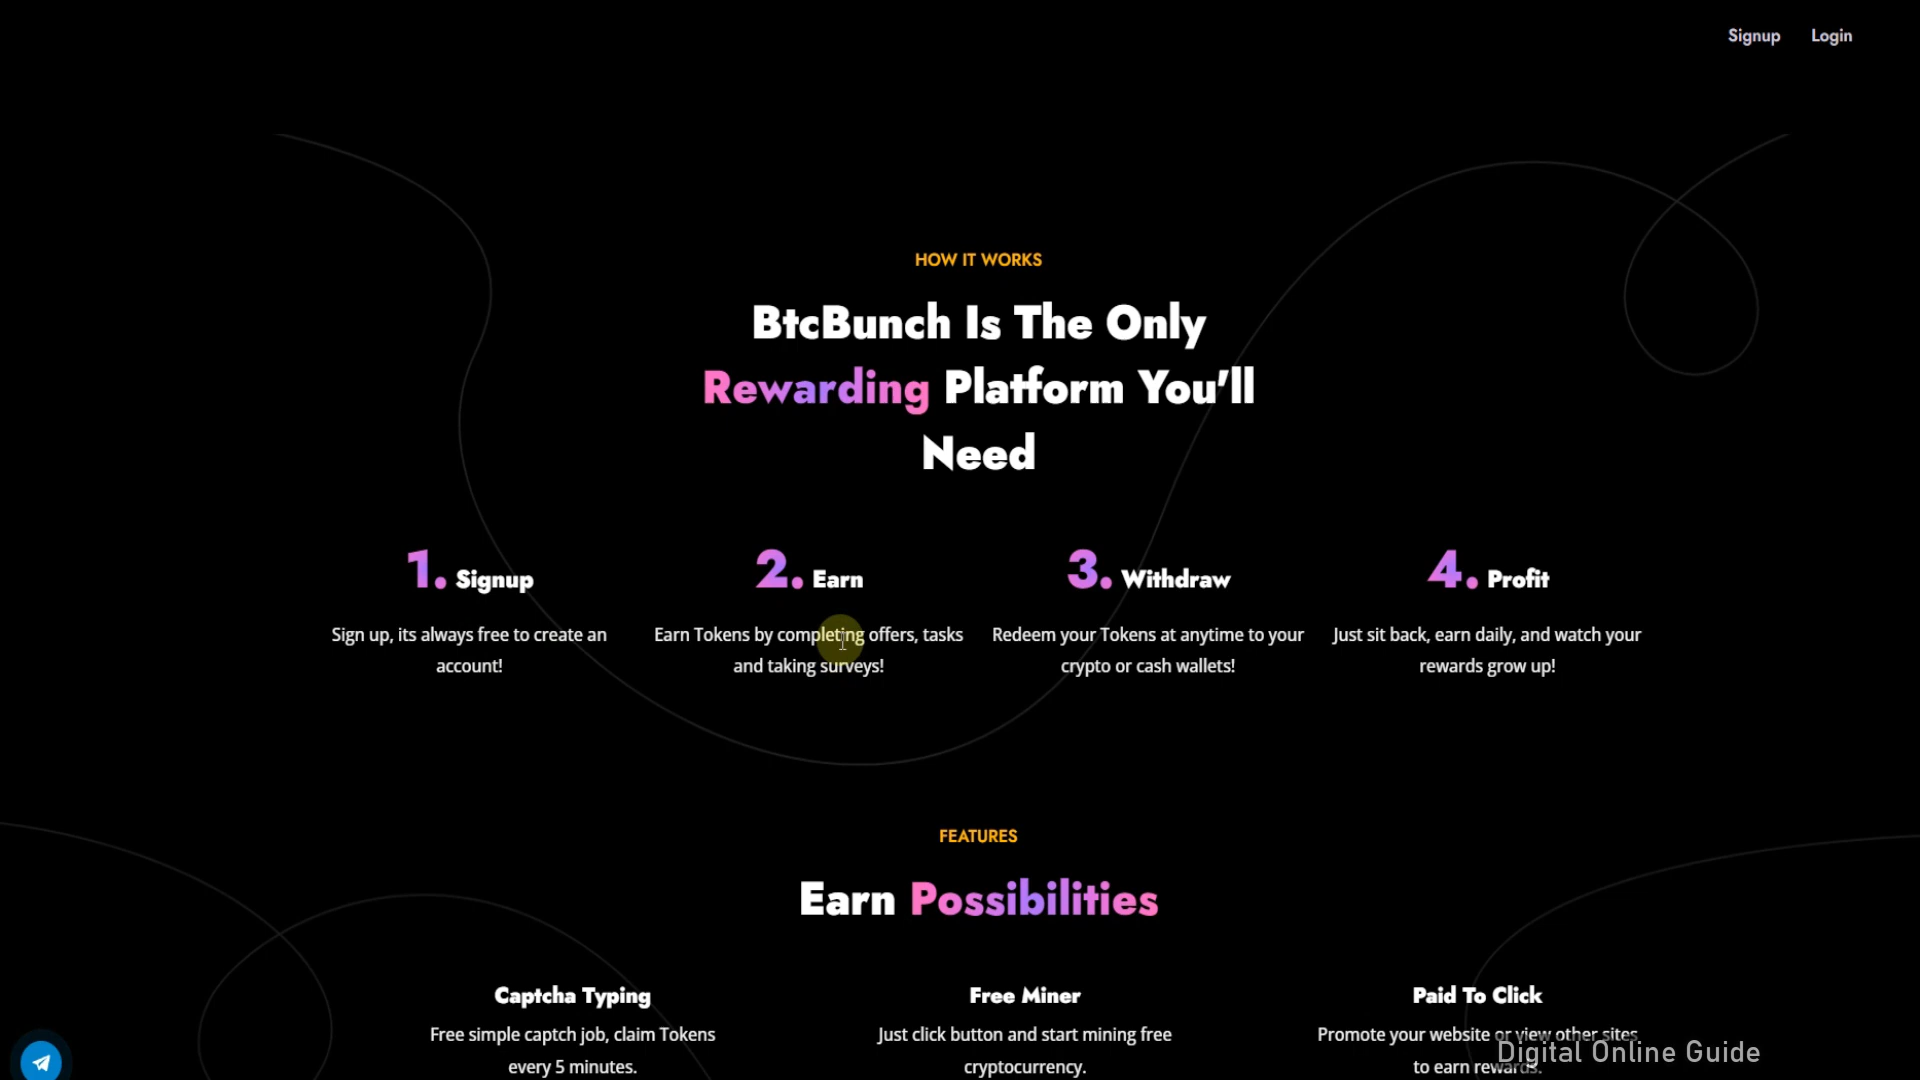 Signup Login
HOW IT WORKS
BtcBunch Is The Only
Rewarding Platform You'll
Need
1. Signup
Sign up, its always free to create an
account!
2. Earn
Earn Tokens by completing offers, tasks
and taking surveys!
3. Withdraw
Redeem your Tokens at anytime to your
crypto or cash wallets!
4. Profit
Just sit back, earn daily, and watch your
rewards grow up!
FEATURES
Earn Possibilities
Captcha Typing
Free simple captch job, claim Tokens
every 5 minutes.
Free Miner
Just click button and start mining free
cryptocurrency.
Paid To Click
Promote your website or view other sites
to earn rewards.
Digital Online Guide